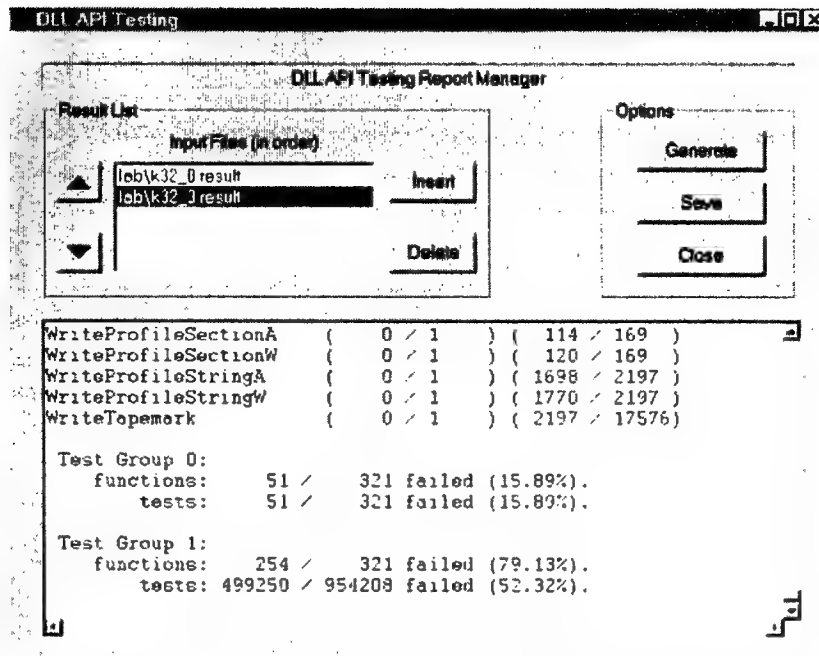 DLL API Testing
DLL API Testing Report Manager
Result List
Options
Input Files (in order)
Generate
lab\k32_0 result
Insert
lab\k32_3 result
Save
Delete
Close
WriteProfileSectionA ( 0 / 1 ) ( 114 / 169 )
WriteProfileSectionW ( 0 / 1 ) ( 120 / 169 )
WriteProfileStringA ( 0 / 1 ) ( 1698 / 2197 )
WriteProfileStringW ( 0 / 1 ) ( 1770 / 2197 )
WriteTapemark ( 0 / 1 ) ( 2197 / 17576)
Test Group 0:
functions: 51 / 321 failed (15.89%).
tests: 51 / 321 failed (15.89%).
Test Group 1:
functions: 254 / 321 failed (79.13%).
tests: 499250 / 954208 failed (52.32%).